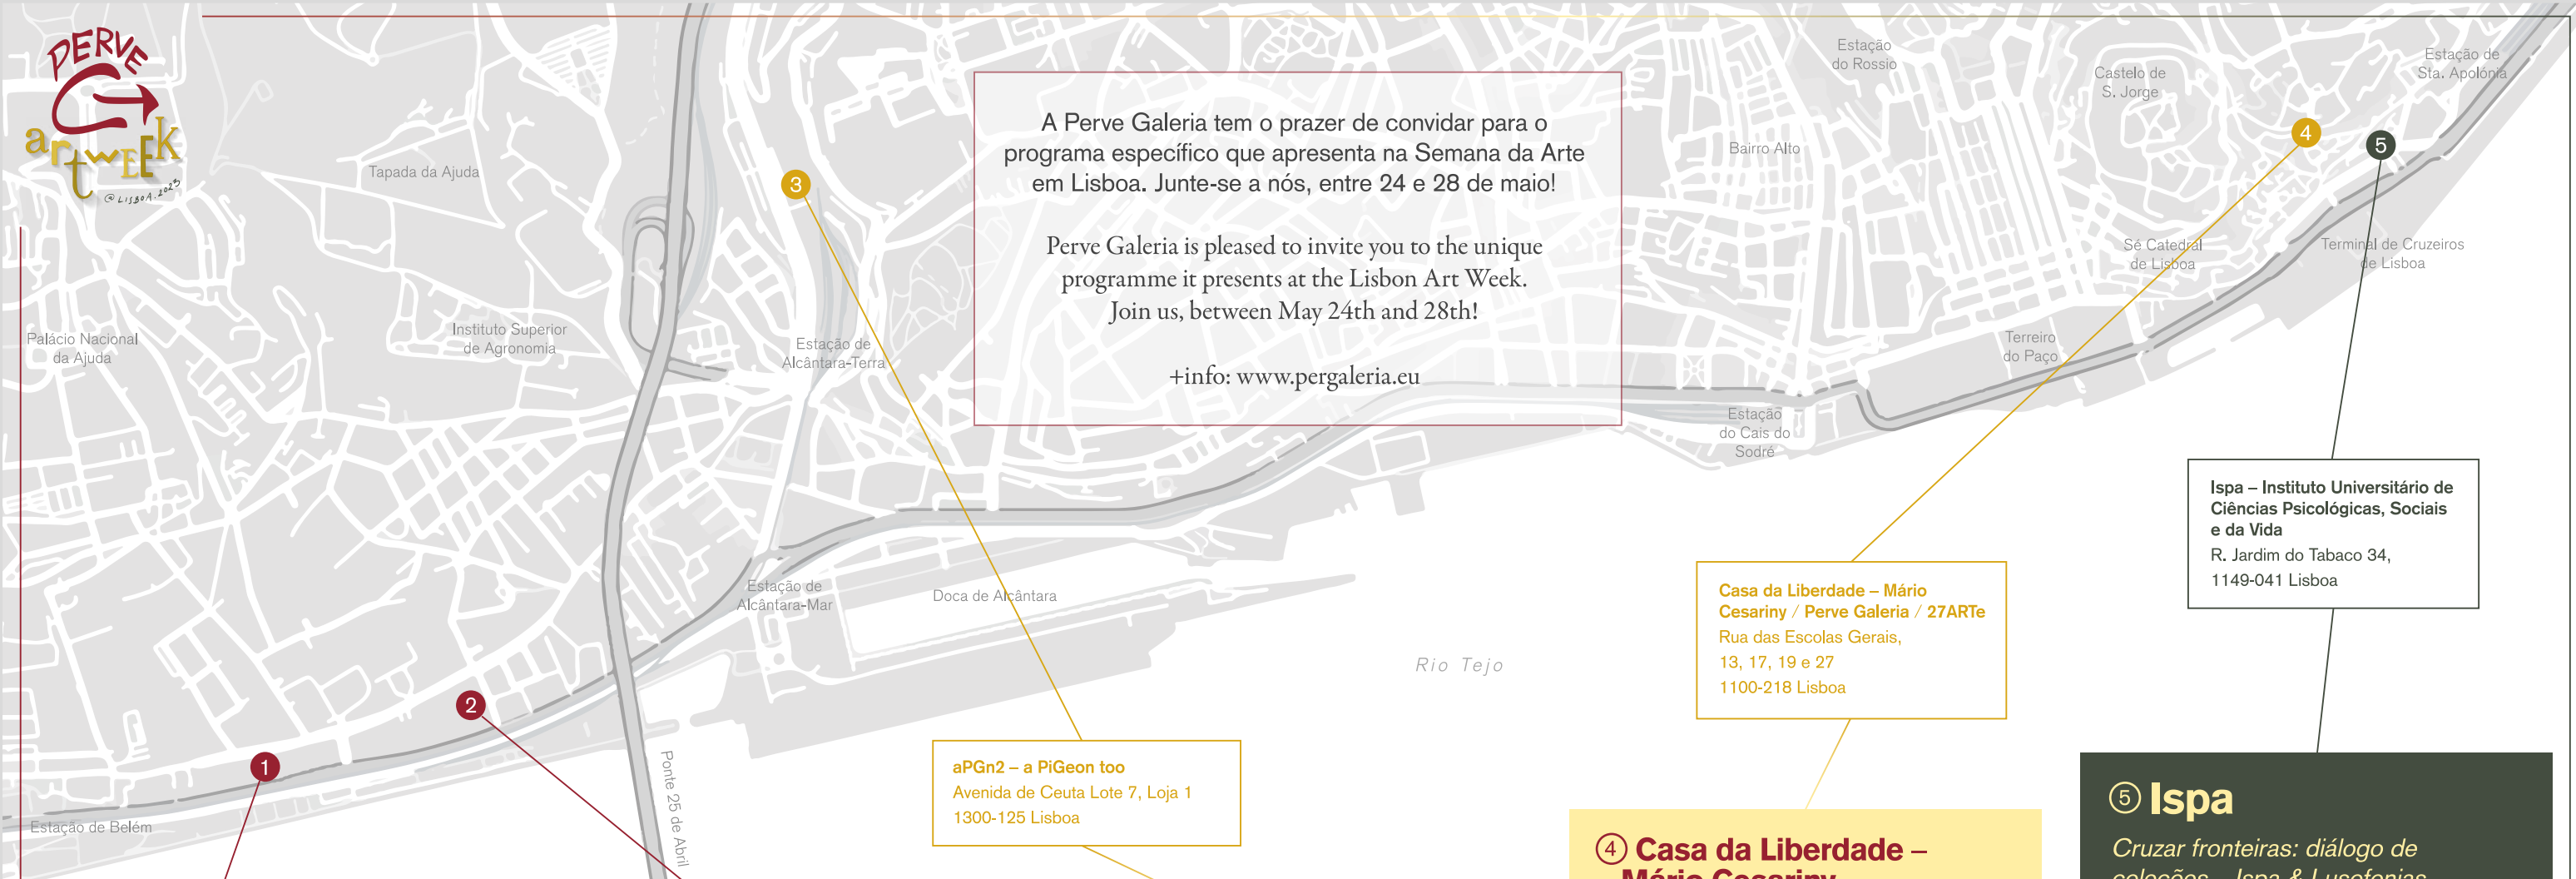 PERVE
artwEEk
@ LISBOA.2023
A Perve Galeria tem o prazer de convidar para o
programa específico que apresenta na Semana da Arte
em Lisboa. Junte-se a nós, entre 24 e 28 de maio!
Perve Galeria is pleased to invite you to the unique
programme it presents at the Lisbon Art Week.
Join us, between May 24th and 28th!
+info: www.pergaleria.eu
Estação
do Rossio
Castelo de
S. Jorge
Estação de
Sta. Apolónia
Tapada da Ajuda
Bairro Alto
3
4
5
Sé Catedral
de Lisboa
Terminal de Cruzeiros
de Lisboa
Palácio Nacional
da Ajuda
Instituto Superior
de Agronomia
Estação de
Alcântara-Terra
Terreiro
do Paço
Estação
do Cais do
Sodré
Ispa – Instituto Universitário de
Ciências Psicológicas, Sociais
e da Vida
R. Jardim do Tabaco 34,
1149-041 Lisboa
Estação de
Alcântara-Mar
Doca de Alcântara
Casa da Liberdade – Mário
Cesariny / Perve Galeria / 27ARTe
Rua das Escolas Gerais,
13, 17, 19 e 27
1100-218 Lisboa
Rio Tejo
2
1
Ponte 25 de Abril
Estação de Belém
aPGn2 – a PiGeon too
Avenida de Ceuta Lote 7, Loja 1
1300-125 Lisboa
4 Casa da Liberdade –
Mário Cesariny
5 Ispa
Cruzar fronteiras: diálogo de
coleções – Ispa & Lusofonias